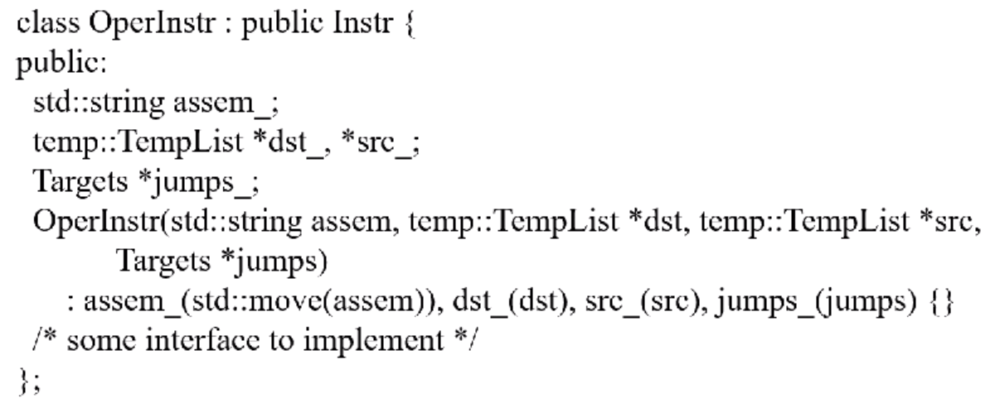 class OperInstr : public Instr {
public:
std::string assem_;
temp::TempList *dst_, *src_;
Targets *jumps_;
OperInstr(std::string assem, temp::TempList *dst, temp::TempList *src,
Targets *jumps)
: assem_(std::move(assem)), dst_(dst), src_(src), jumps_(jumps) {}
/* some interface to implement */
};